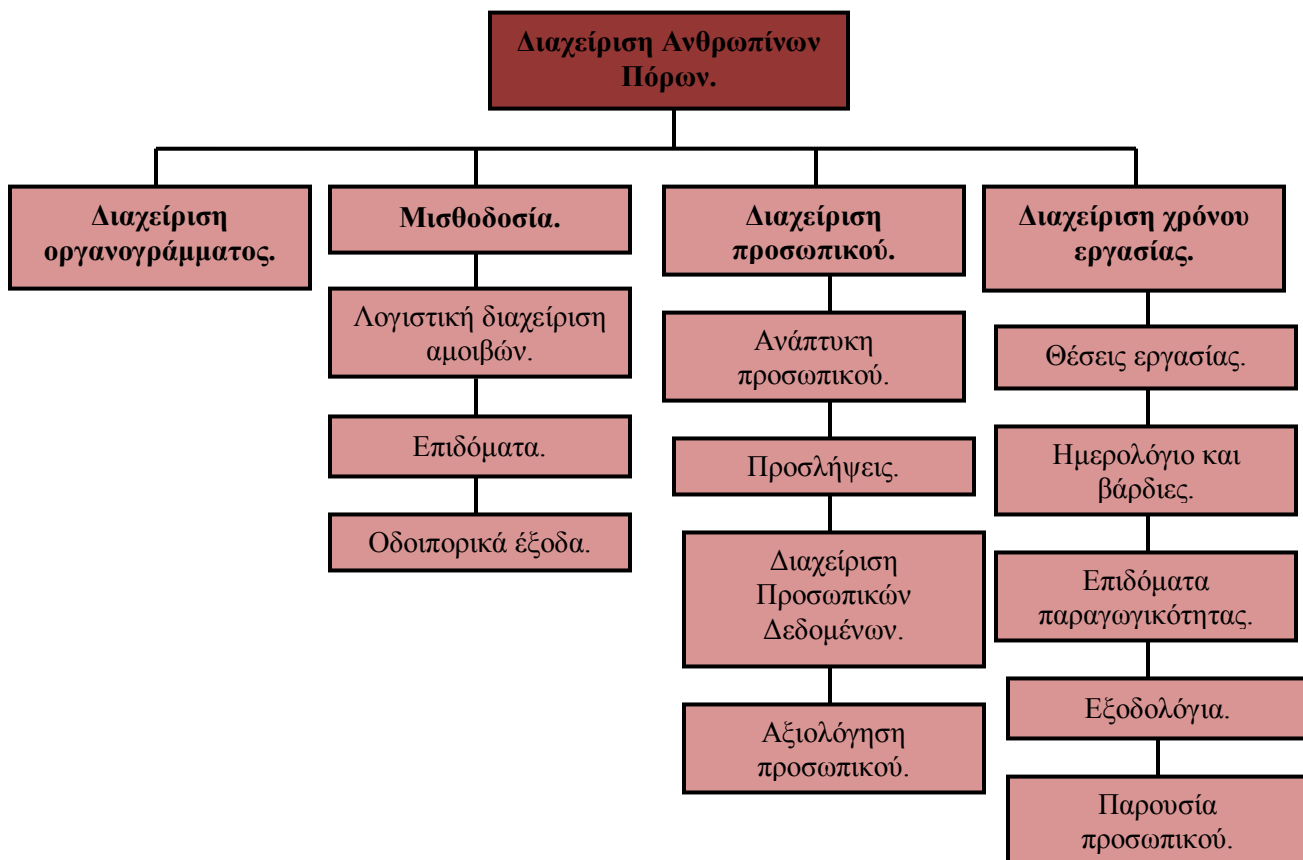 Διαχείριση Ανθρωπίνων
Πόρων.
Διαχείριση
οργανογράμματος.
Μισθοδοσία.
Λογιστική διαχείριση
αμοιβών.
Επιδόματα.
Οδοιπορικά έξοδα.
Διαχείριση
προσωπικού.
Ανάπτυκη
προσωπικού.
Προσλήψεις.
Διαχείριση
Προσωπικών
Δεδομένων.
Αξιολόγηση
προσωπικού.
Διαχείριση χρόνου
εργασίας.
Θέσεις εργασίας.
Ημερολόγιο και
βάρδιες.
Επιδόματα
παραγωγικότητας.
Εξοδολόγια.
Παρουσία
προσωπικού.